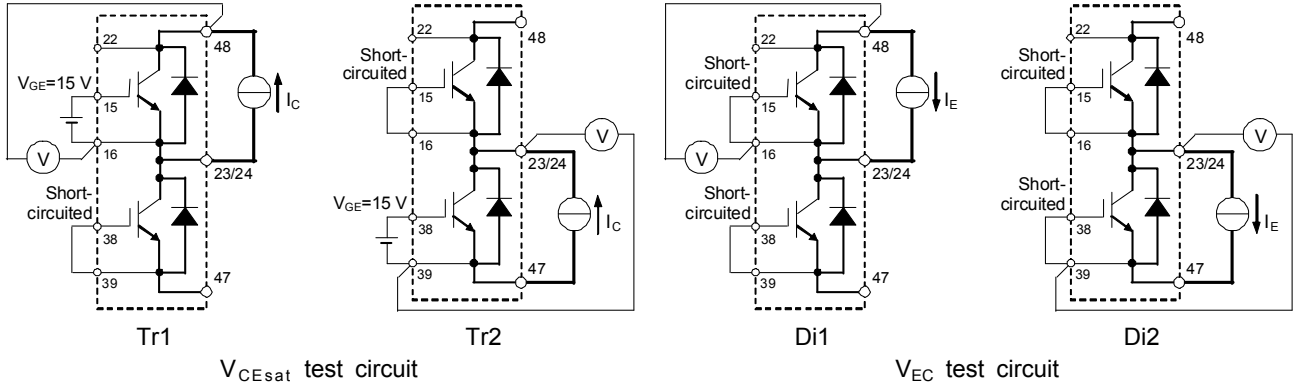 22
48
V_GE=15 V
15
16
V
I_C
23/24
Short-
circuited
38
39
47
Tr1
22
48
Short-
circuited
15
16
V
23/24
V_GE=15 V
38
I_C
39
47
Tr2
V_CEsat test circuit
22
48
Short-
circuited
15
16
V
I_E
23/24
Short-
circuited
38
39
47
Di1
22
48
Short-
circuited
15
16
V
23/24
Short-
circuited
38
I_E
39
47
Di2
V_EC test circuit